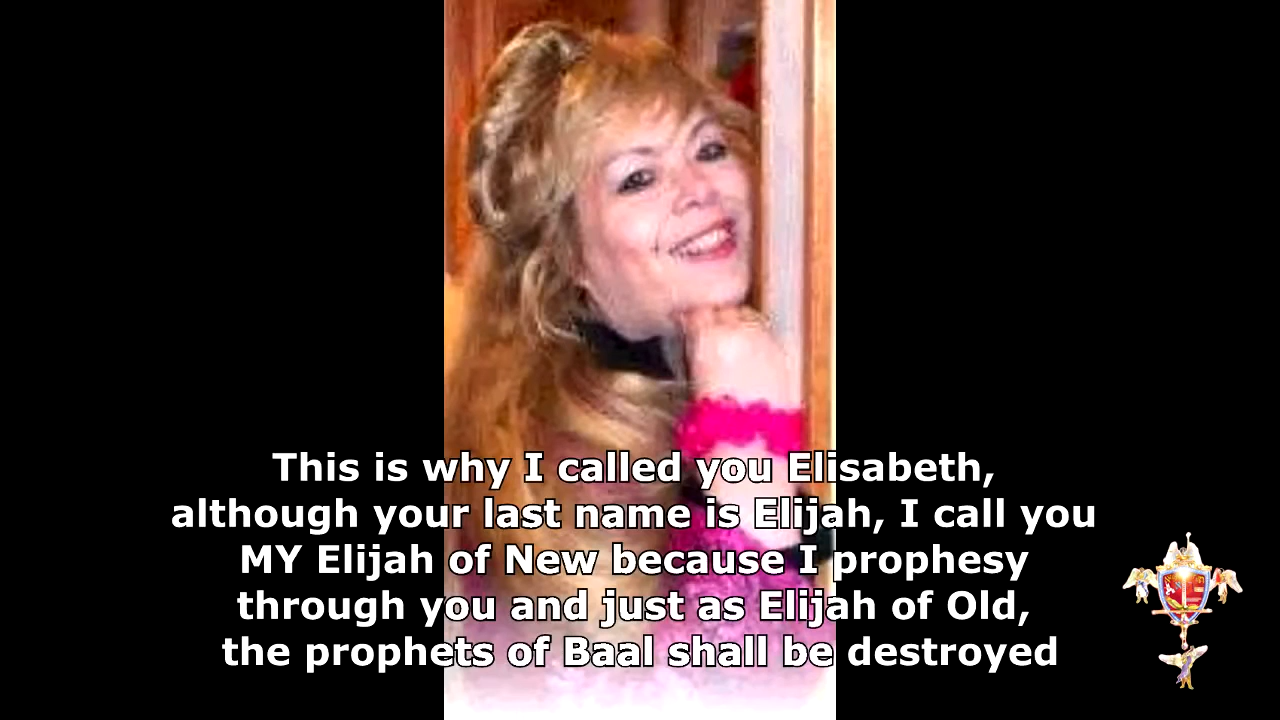 This is why I called you Elisabeth,
although your last name is Elijah, I call you
MY Elijah of New because I prophesy
through you and just as Elijah of Old,
the prophets of Baal shall be destroyed